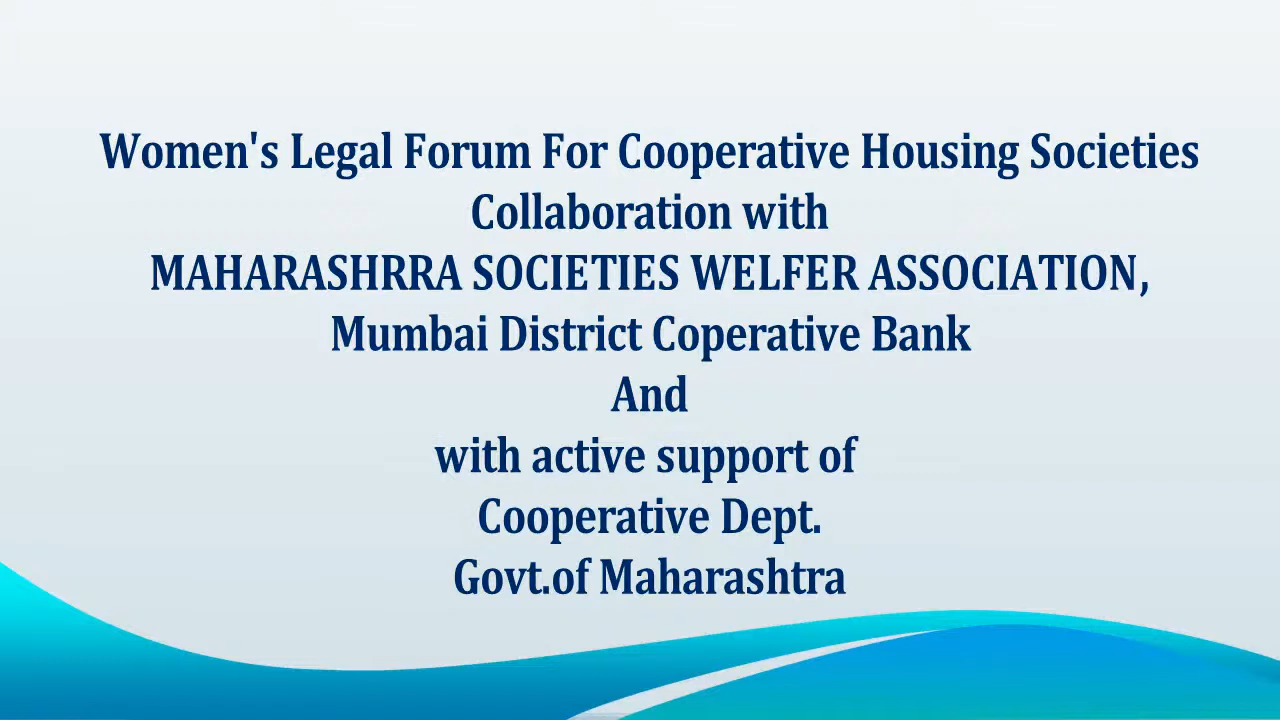 Women's Legal Forum For Cooperative Housing Societies
Collaboration with
MAHARASHRRA SOCIETIES WELFER ASSOCIATION,
Mumbai District Coperative Bank
And
with active support of
Cooperative Dept.
Govt.of Maharashtra